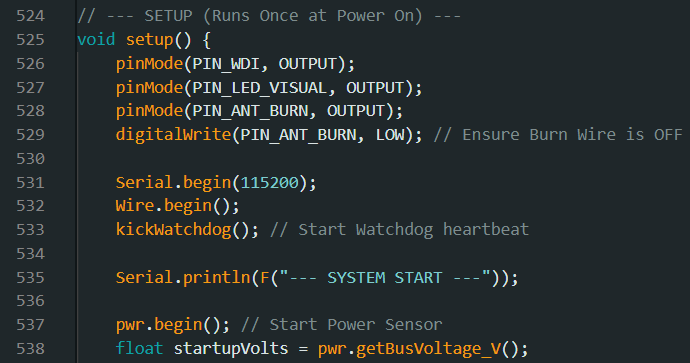 524 // --- SETUP (Runs Once at Power On) ---
525 void setup() {
526 pinMode(PIN_WDI, OUTPUT);
527 pinMode(PIN_LED_VISUAL, OUTPUT);
528 pinMode(PIN_ANT_BURN, OUTPUT);
529 digitalWrite(PIN_ANT_BURN, LOW); // Ensure Burn Wire is OFF
530
531 Serial.begin(115200);
532 Wire.begin();
533 kickWatchdog(); // Start Watchdog heartbeat
534
535 Serial.println(F("--- SYSTEM START ---"));
536
537 pwr.begin(); // Start Power Sensor
538 float startupVolts = pwr.getBusVoltage_V();